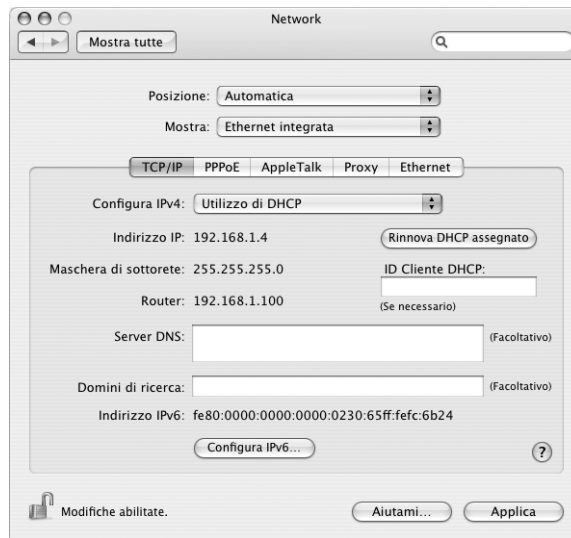 Network
Mostra tutte
Posizione: Automatica
Mostra: Ethernet integrata
TCP/IP PPPoE AppleTalk Proxy Ethernet
Configura IPv4: Utilizzo di DHCP
Indirizzo IP: 192.168.1.4 Rinnova DHCP assegnato
Maschera di sottorete: 255.255.255.0 ID Cliente DHCP:
Router: 192.168.1.100 (Se necessario)
Server DNS: (Facoltativo)
Domini di ricerca: (Facoltativo)
Indirizzo IPv6: fe80:0000:0000:0000:0230:65ff:fefc:6b24
Configura IPv6... ?
Modifiche abilitate. Aiutami... Applica